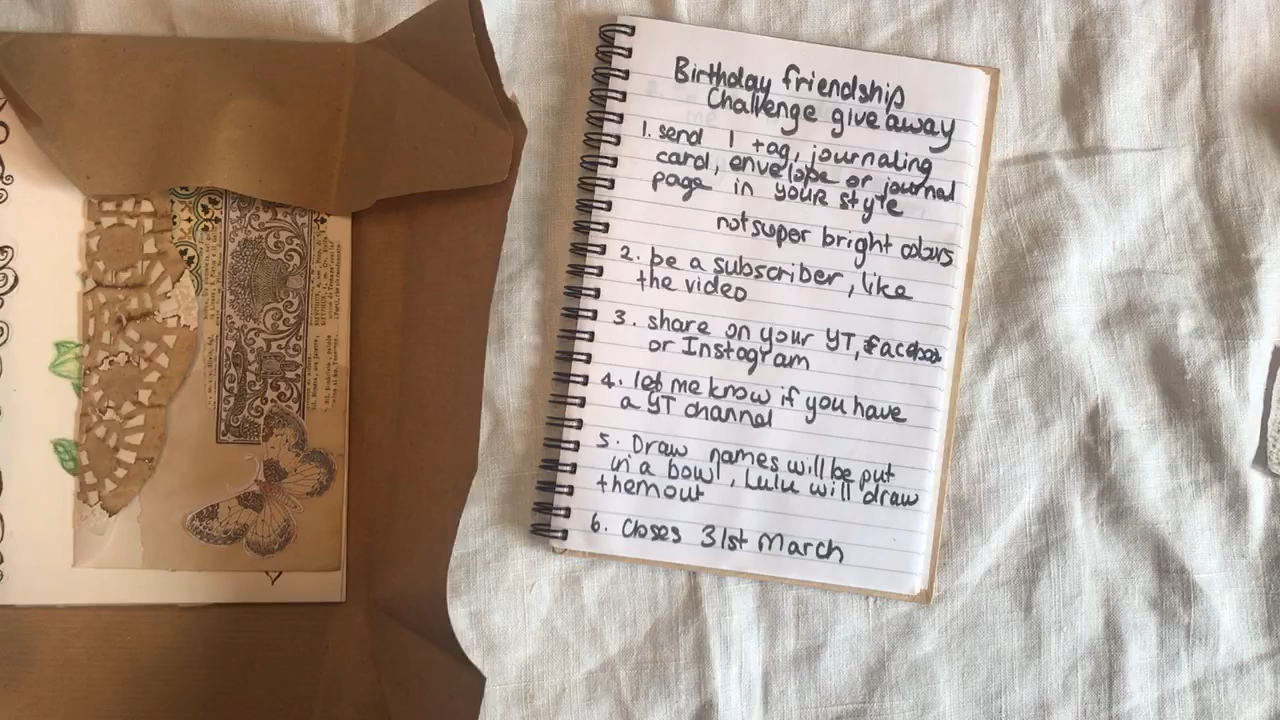 Birthday friendship
Challenge give away
1. send 1 tag, journaling
card, envelope or journal
page in your style
not super bright colours
2. be a subscriber, like
the video
3. share on your YT, facebook
or Instagram
4. let me know if you have
a YT channel
5. Draw names will be put
in a bowl, Lulu will draw
them out
6. Closes 31st March